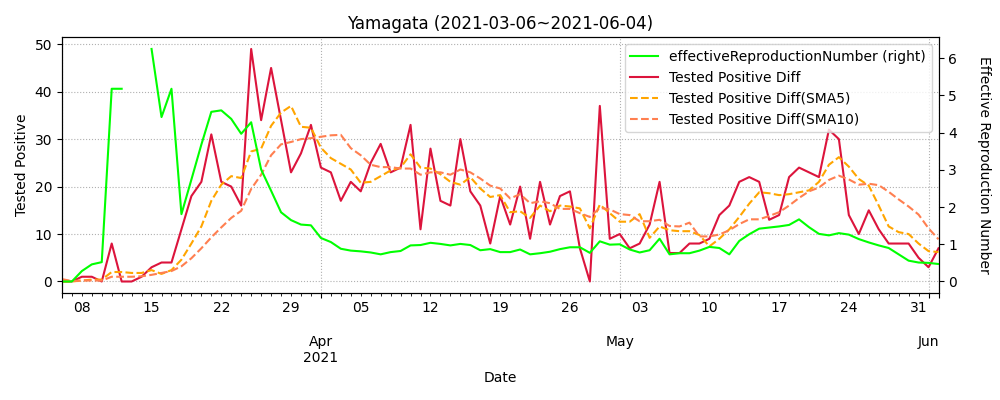 Yamagata (2021-03-06~2021-06-04)
effectiveReproductionNumber (right)
Tested Positive Diff
Tested Positive Diff(SMA5)
Tested Positive Diff(SMA10)
Tested Positive
50
40
30
20
10
0
6
5
4
3
2
1
0
Effective Reproduction Number
08 15 22 29 05 12 19 26 03 10 17 24 31
Apr May Jun
2021
Date